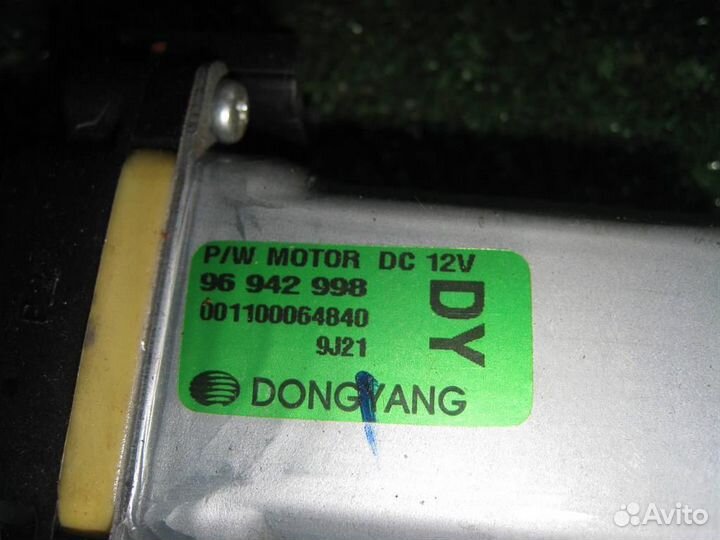 P/W MOTOR DC 12V
96 942 998
001100064840
9J21
DY
DONGYANG
Avito